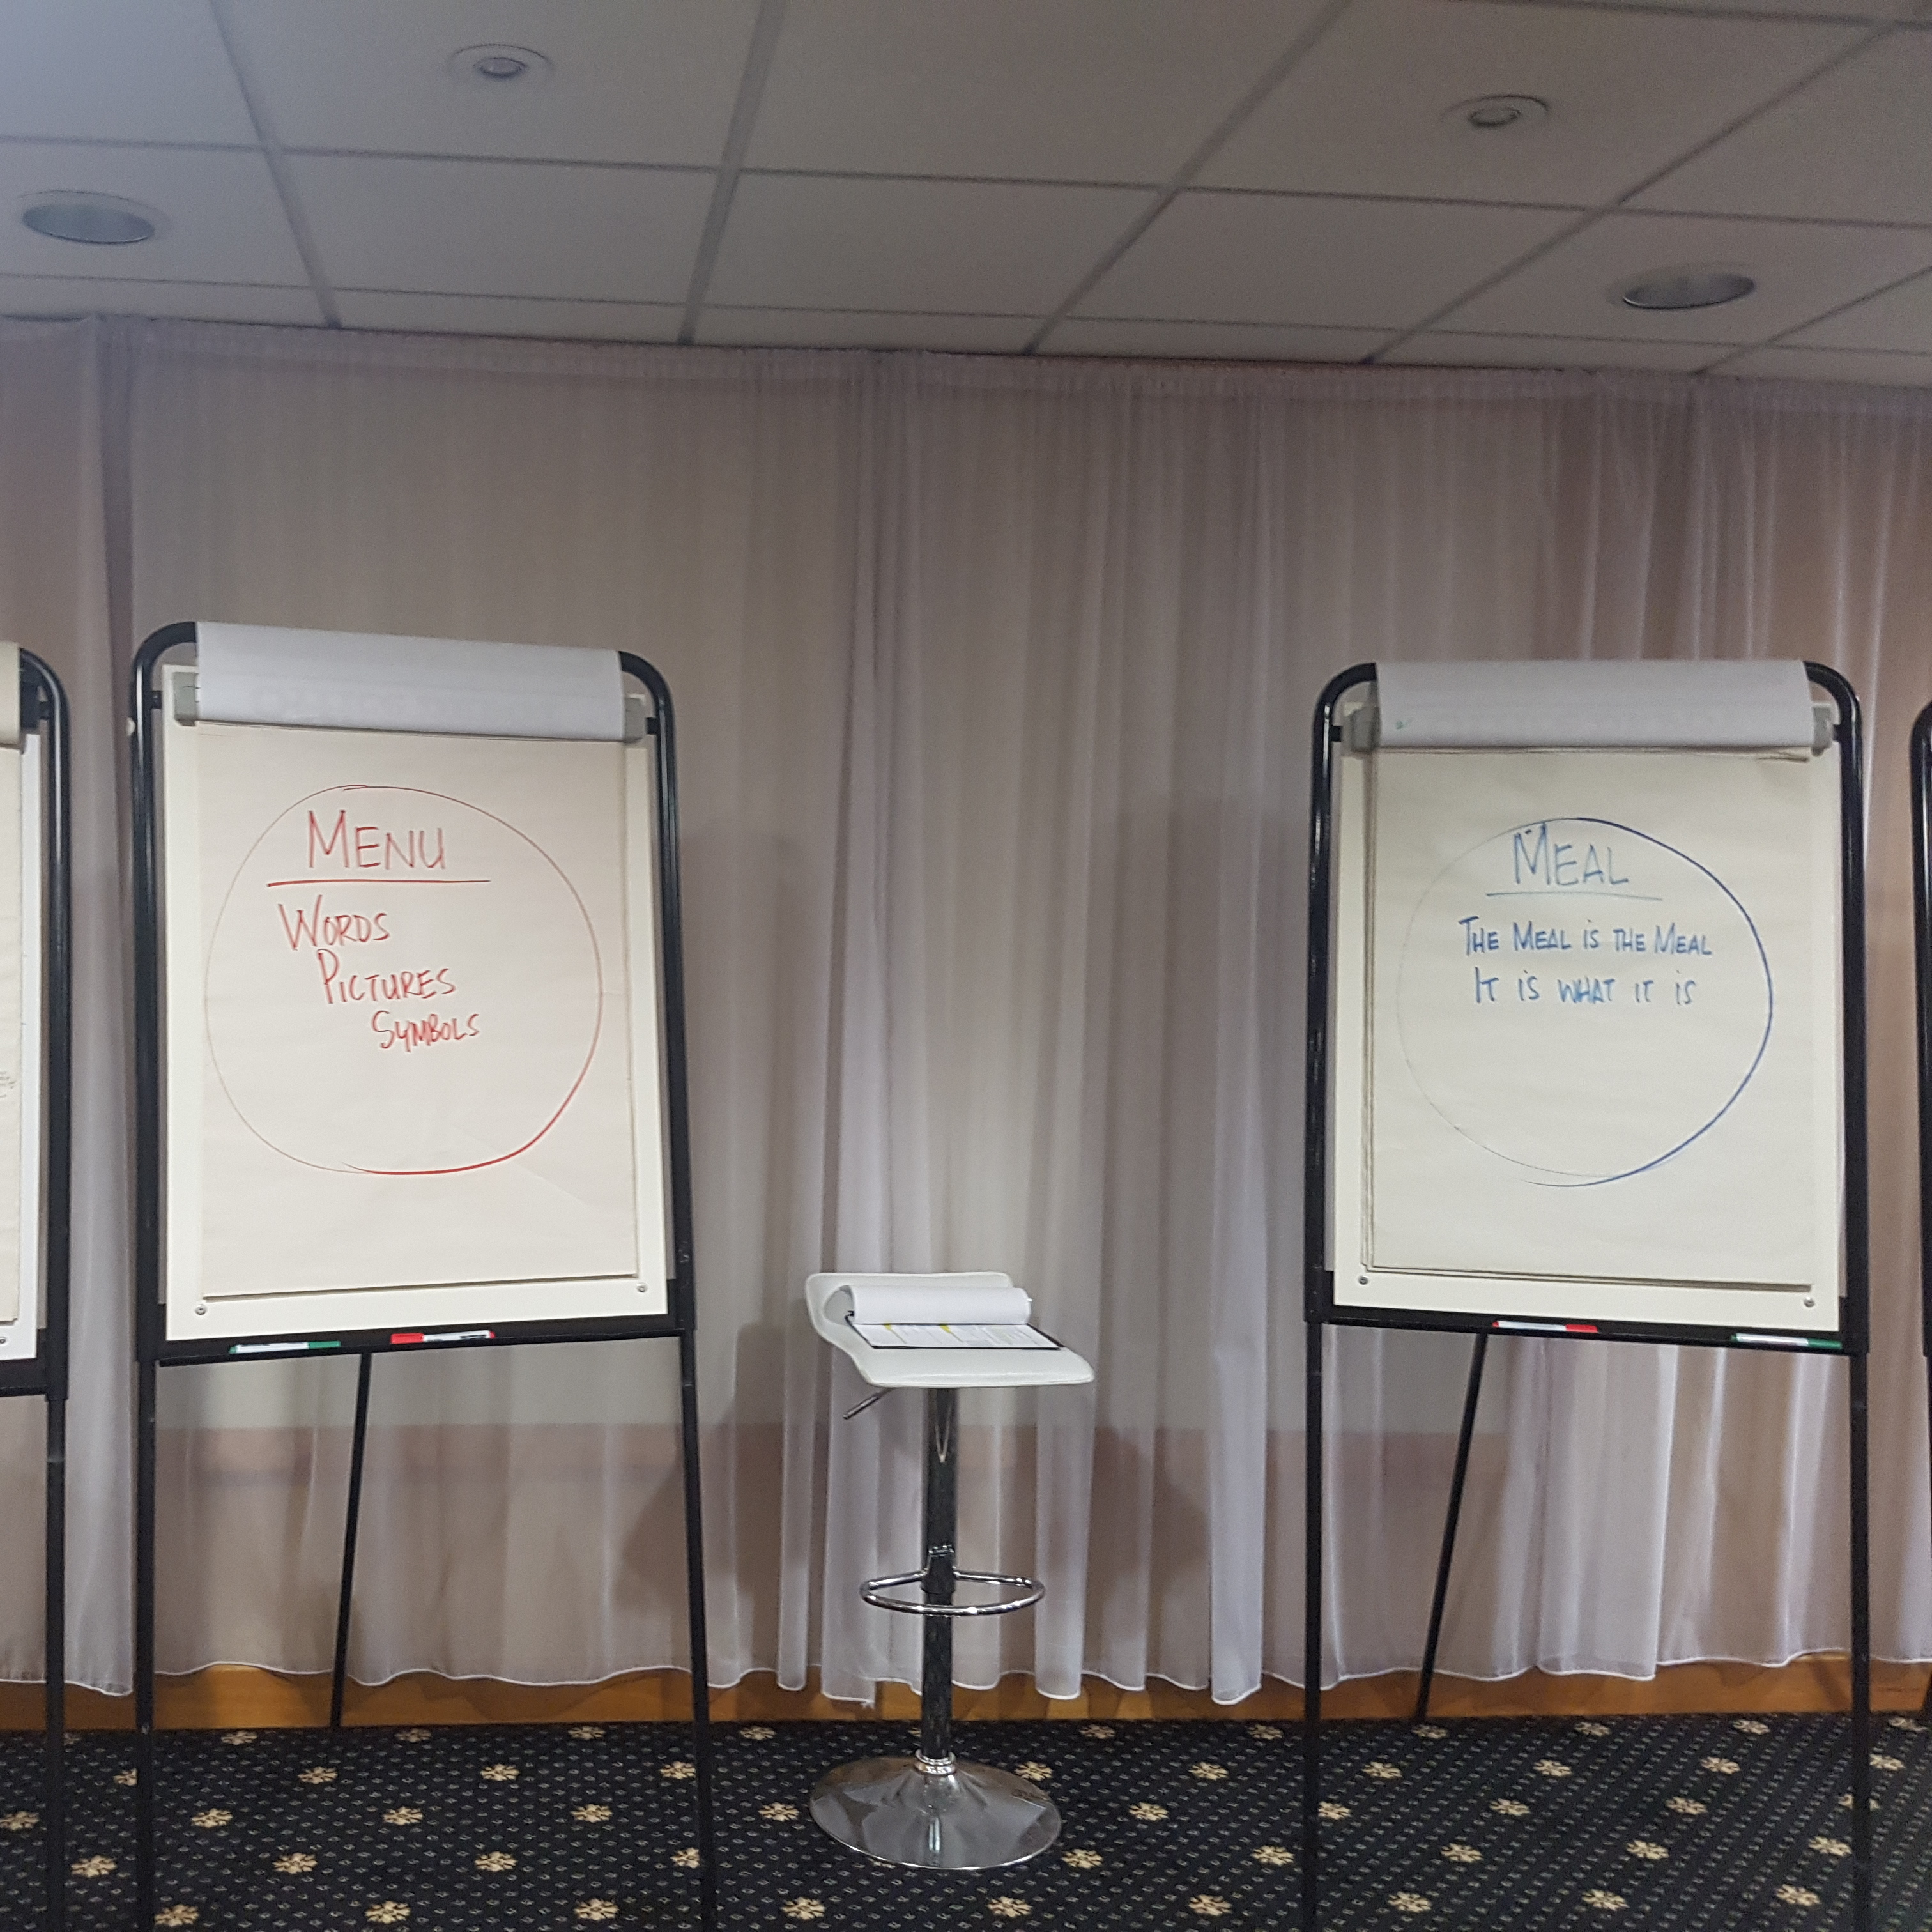 MENU
WORDS
PICTURES
SYMBOLS
MEAL
THE MEAL IS THE MEAL
IT IS WHAT IT IS